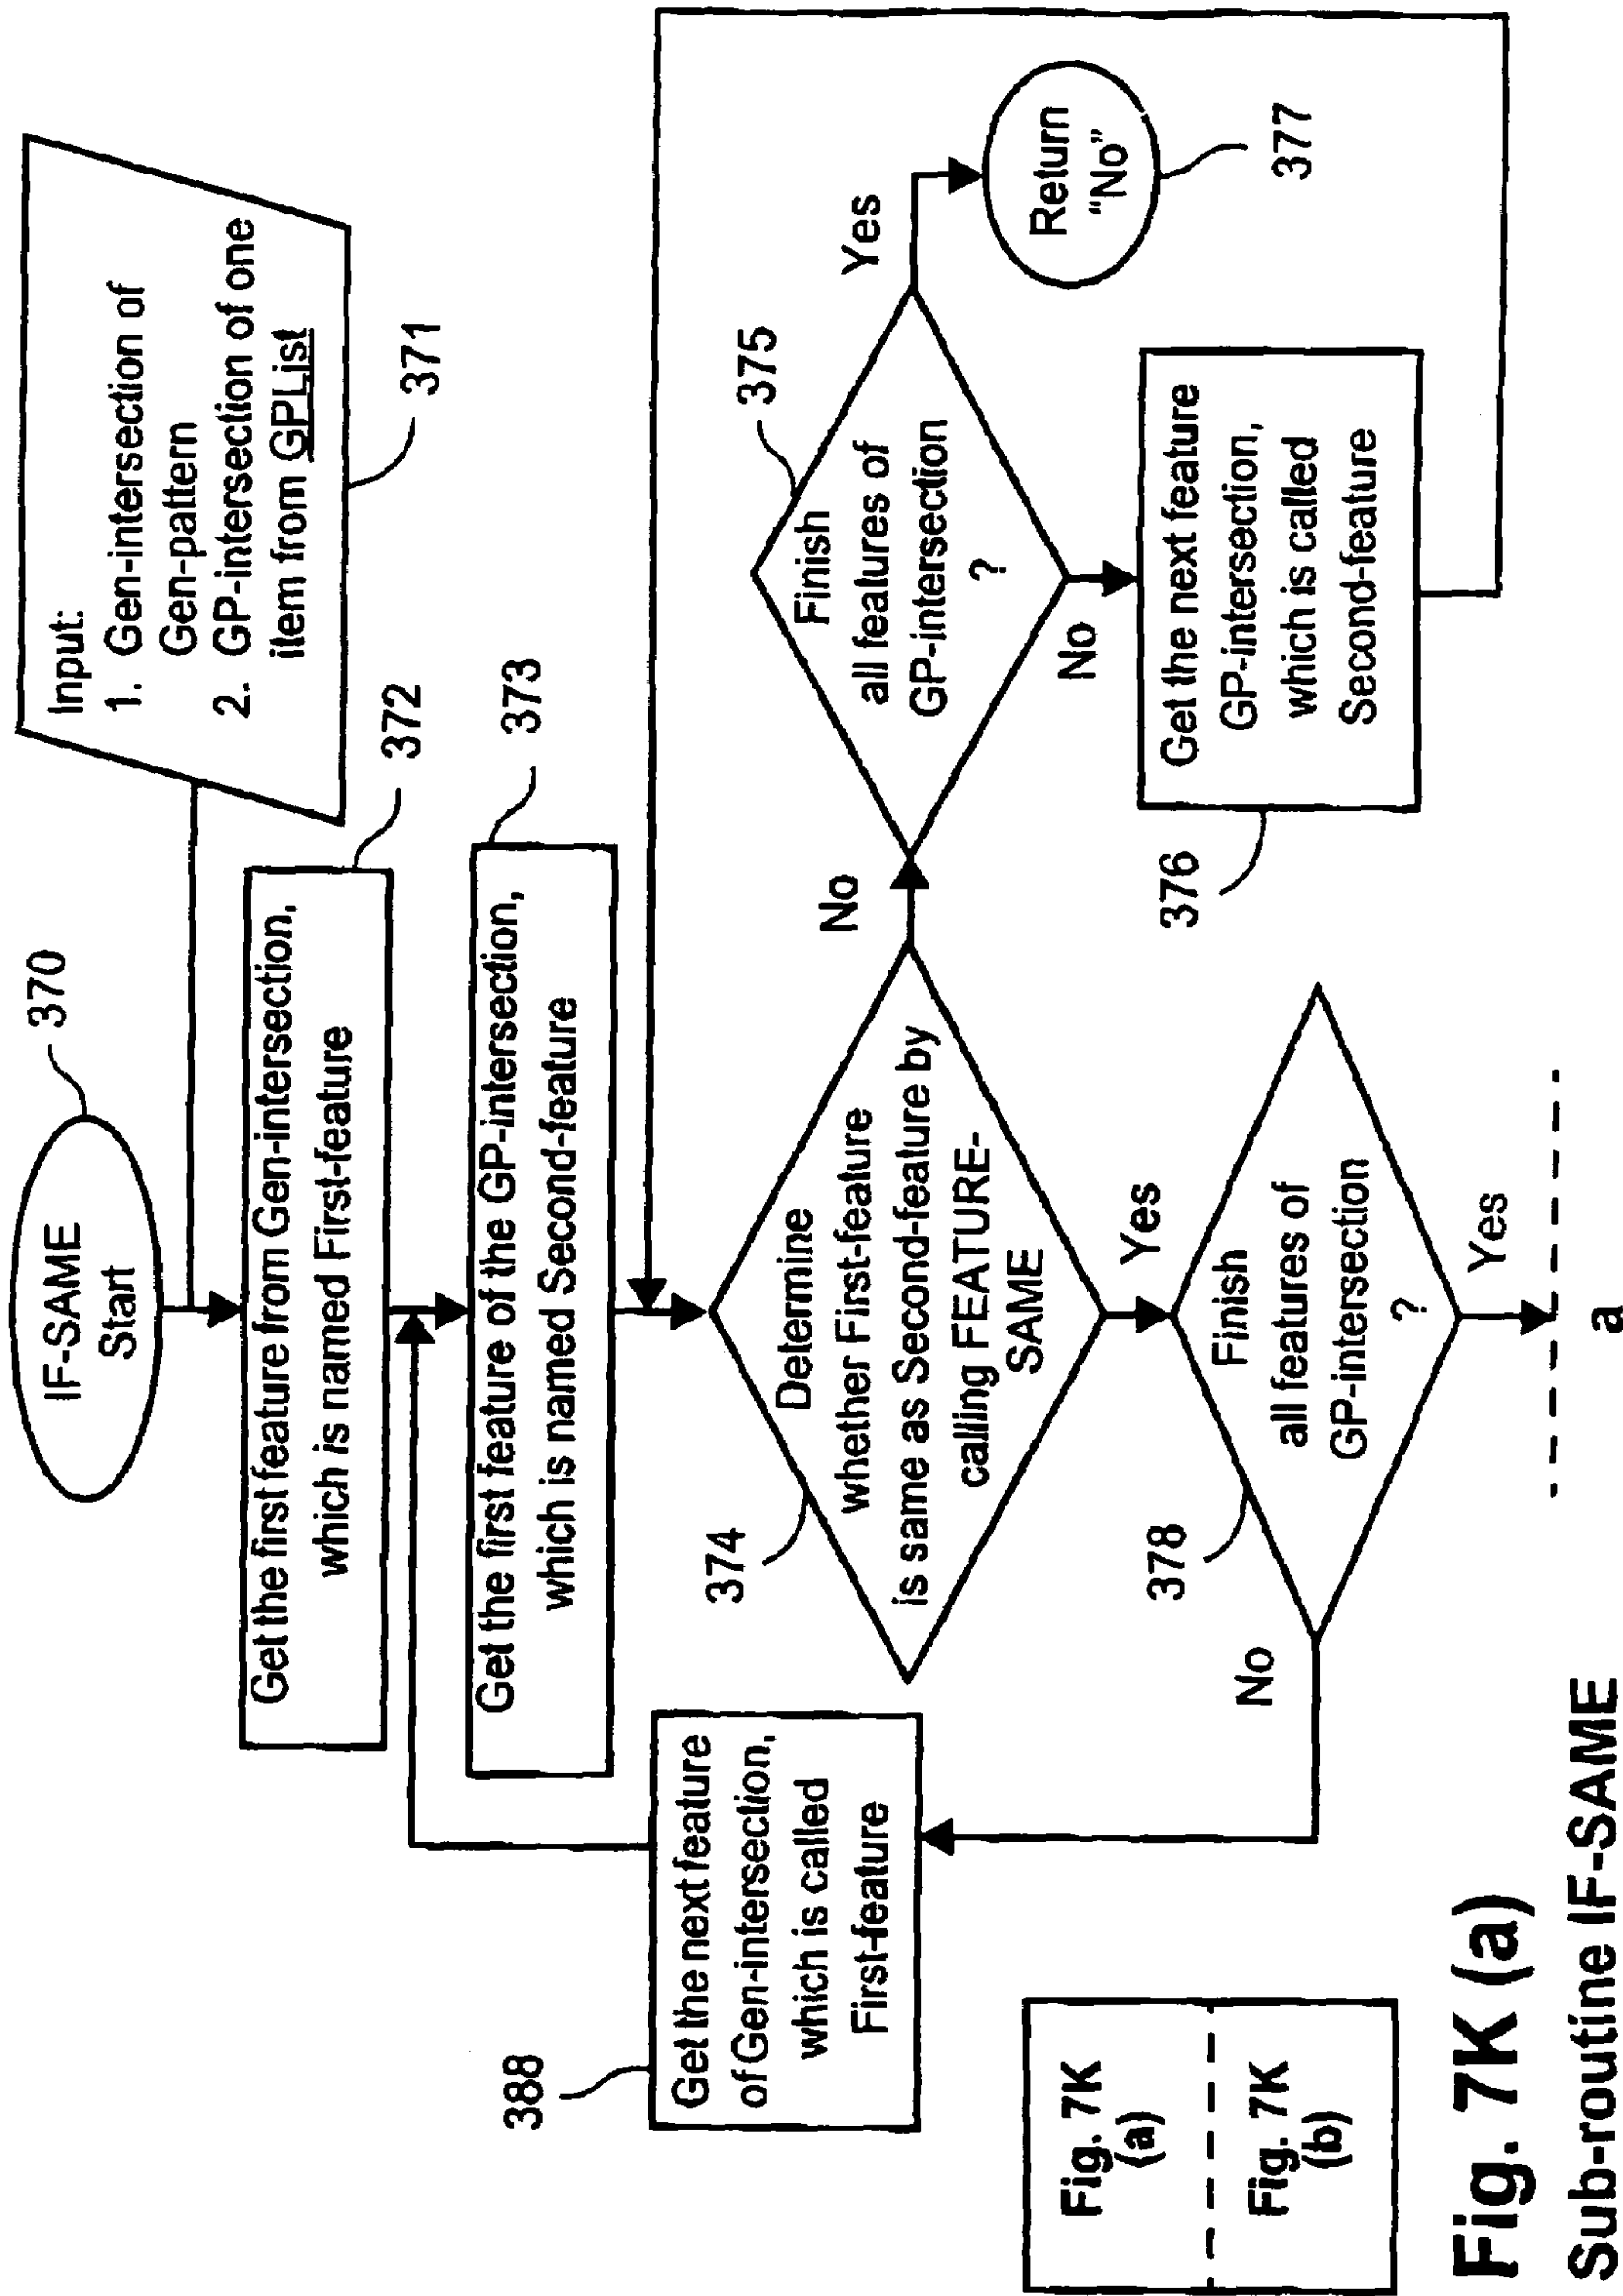 IF-SAME
Start
370
Input:
1. Gen-intersection of
Gen-pattern
2. GP-intersection of one
item from GPList
371
Get the first feature from Gen-intersection,
which is named First-feature
372
Get the first feature of the GP-intersection,
which is named Second-feature
373
Determine
whether First-feature
is same as Second-feature by
calling FEATURE-
SAME
374
No
Finish
all features of
GP-intersection
?
375
Yes
Return
“No”
377
No
Get the next feature
GP-intersection,
which is called
Second-feature
376
Yes
Finish
all features of
GP-intersection
?
378
No
Get the next feature
of Gen-intersection,
which is called
First-feature
388
Yes
a
Fig. 7K
(a)
Fig. 7K
(b)
Fig. 7K (a)
Sub-routine IF-SAME